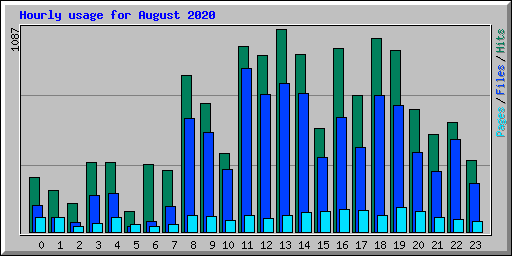 Hourly usage for August 2020
1087
Pages/Files/Hits
0 1 2 3 4 5 6 7 8 9 10 11 12 13 14 15 16 17 18 19 20 21 22 23